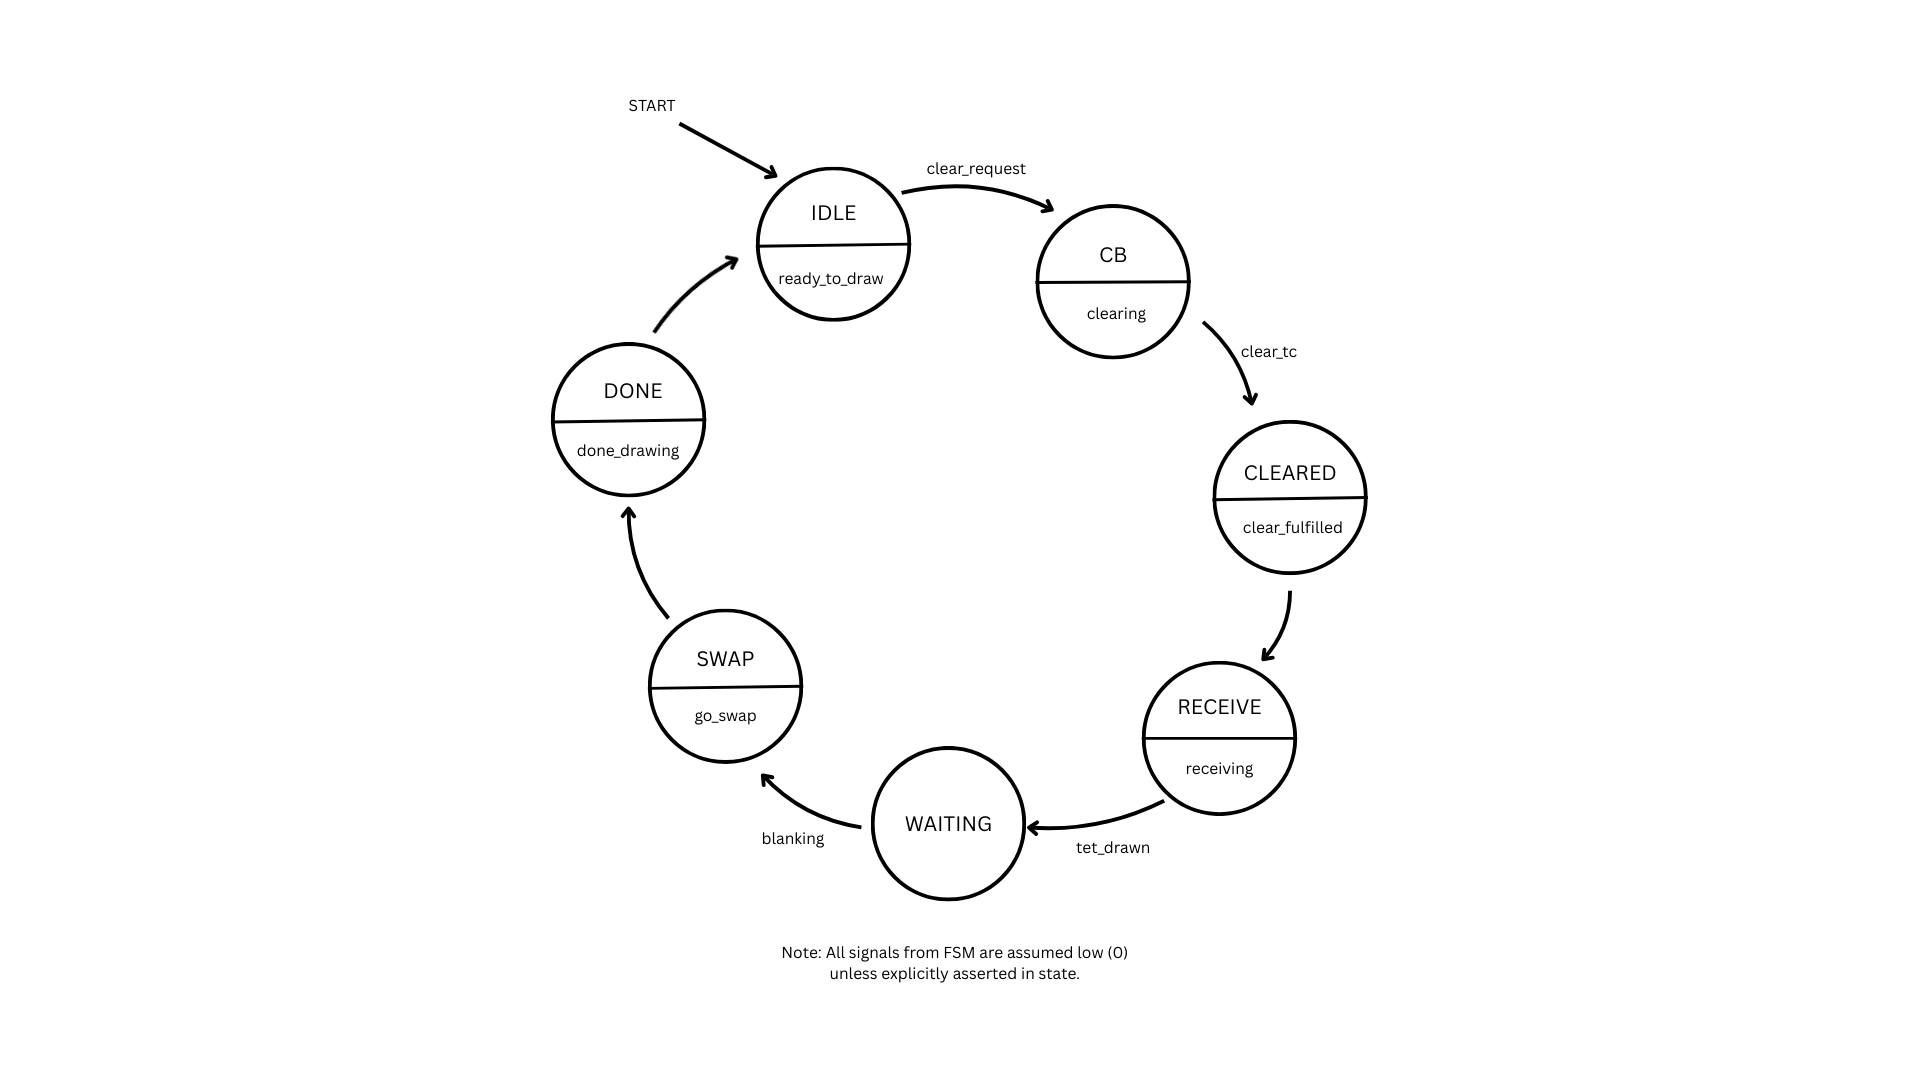 START
clear_request
IDLE
ready_to_draw
CB
clearing
clear_tc
DONE
done_drawing
CLEARED
clear_fulfilled
SWAP
go_swap
RECEIVE
receiving
WAITING
blanking
tet_drawn
Note: All signals from FSM are assumed low (0)
unless explicitly asserted in state.